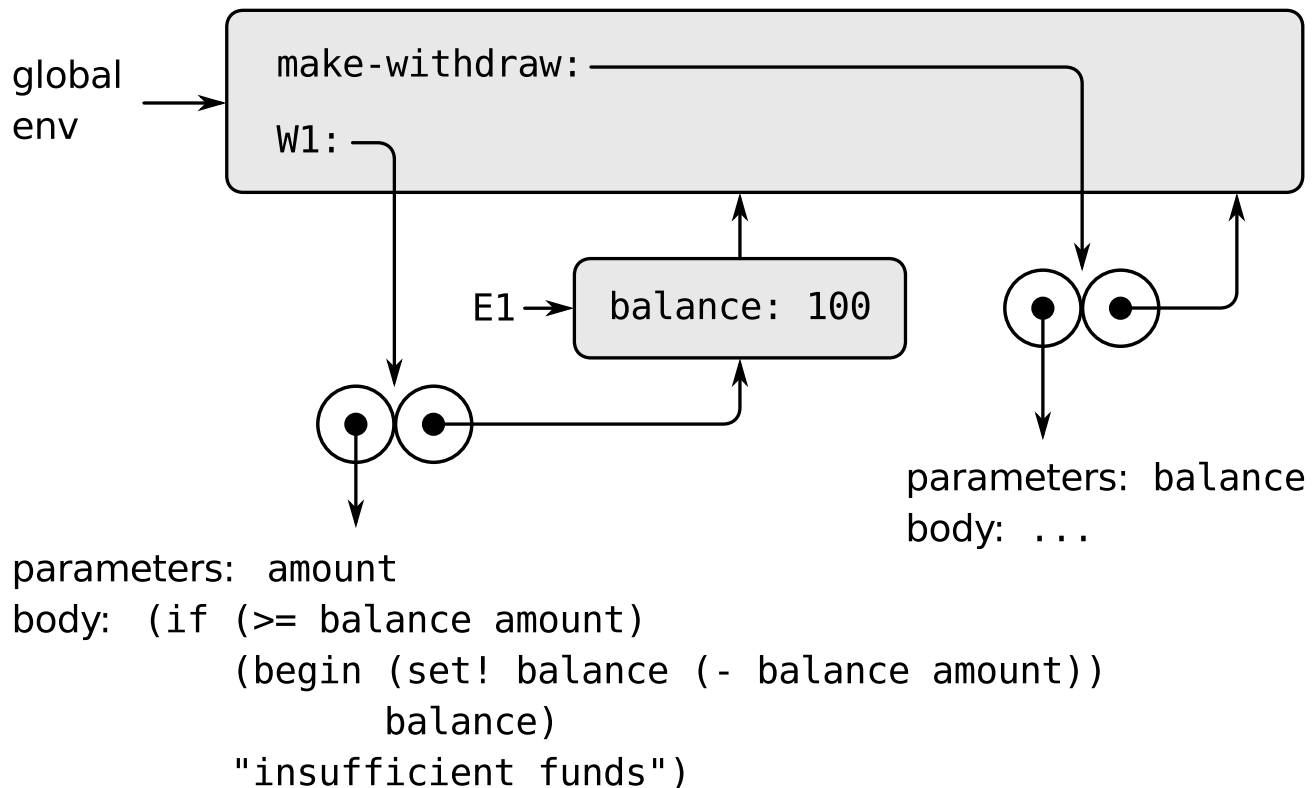 global
env
make-withdraw:
W1:
E1
balance: 100
parameters: balance
body: ...
parameters: amount
body: (if (>= balance amount)
(begin (set! balance (- balance amount))
balance)
"insufficient funds")